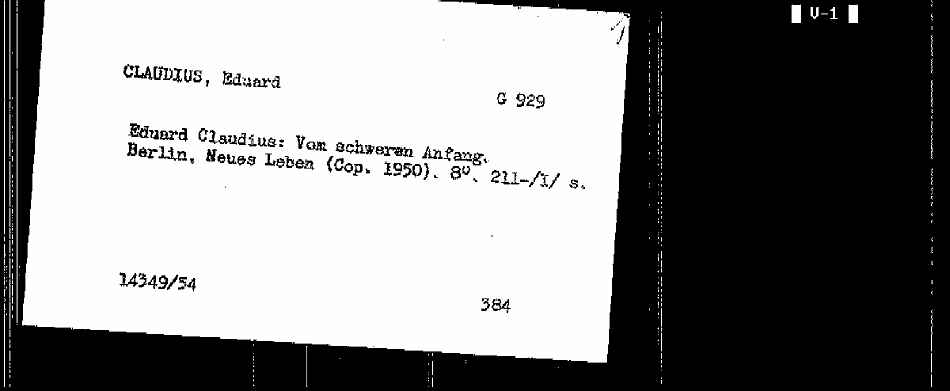 V-1
CLAUDIUS, Eduard
G 929
Eduard Claudius: Vom schweren Anfang.
Berlin, Neues Leben (Cop. 1950). 8°. 211-/1/ s.
14349/54
384